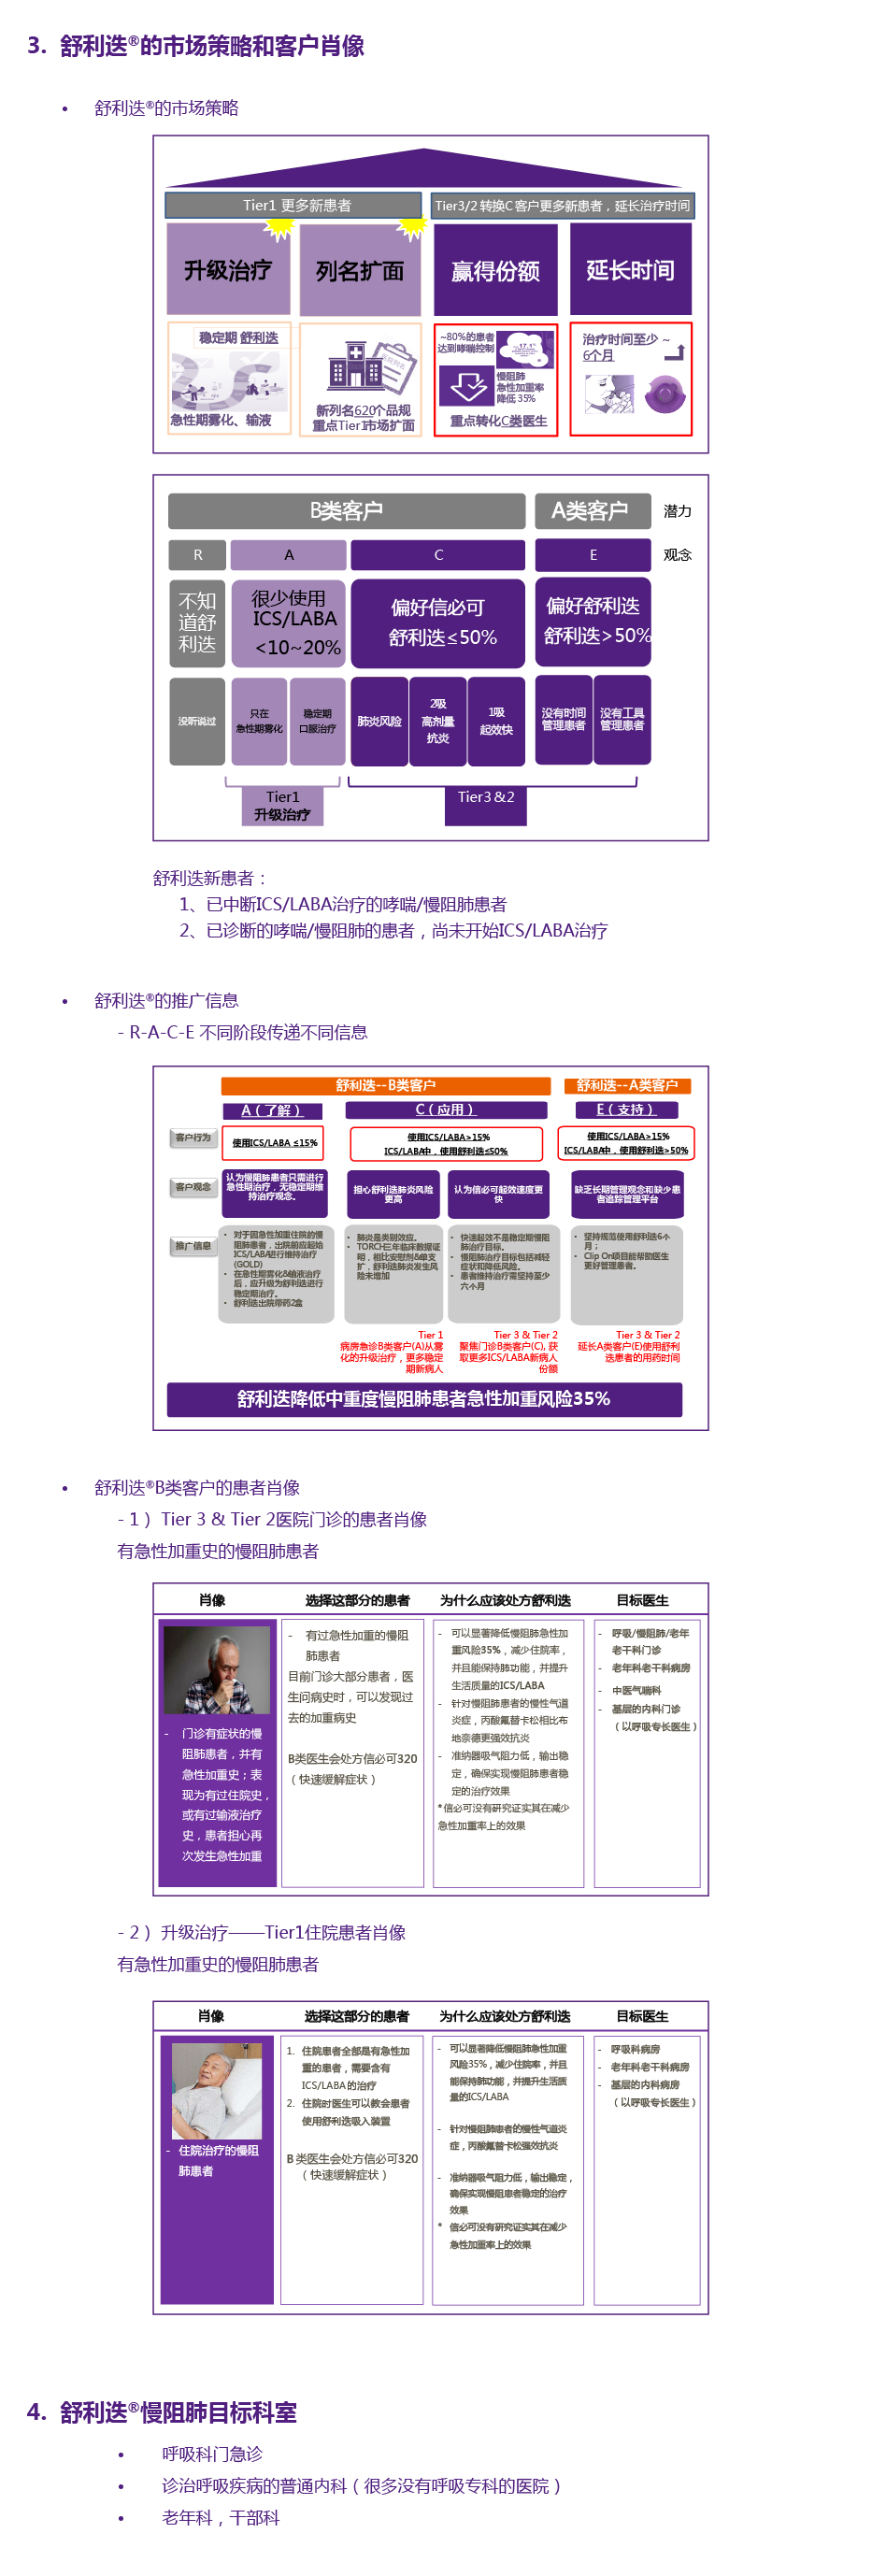 3. 舒利迭®的市场策略和客户肖像
• 舒利迭®的市场策略
Tier1 更多新患者
Tier3/2 转换C 客户更多新患者，延长治疗时间
升级治疗
列名扩面
赢得份额
延长时间
稳定期 舒利迭
急性期雾化、输液
新列名620个品规
重点Tier1市场扩面
~80%的患者
达到哮喘控制
17.1%
慢阻肺
急性加重率
降低 35%
重点转化C类医生
治疗时间至少 ~
6个月
B类客户
A类客户
潜力
R
A
C
E
观念
不知
道舒
利迭
很少使用
ICS/LABA
<10~20%
偏好信必可
舒利迭≤50%
偏好舒利迭
舒利迭>50%
没听说过
只在
急性期雾化
稳定期
口服治疗
肺炎风险
2吸
高剂量
抗炎
1吸
起效快
没有时间
管理患者
没有工具
管理患者
Tier1
升级治疗
Tier3＆2
舒利迭新患者：
1、已中断ICS/LABA治疗的哮喘/慢阻肺患者
2、已诊断的哮喘/慢阻肺的患者，尚未开始ICS/LABA治疗
• 舒利迭®的推广信息
- R-A-C-E 不同阶段传递不同信息
舒利迭--B类客户
舒利迭--A类客户
A（了解）
C（应用）
E（支持）
客户行为
使用ICS/LABA ≤15%
使用ICS/LABA>15%
ICS/LABA中，使用舒利迭≤50%
使用ICS/LABA>15%
ICS/LABA中，使用舒利迭>50%
客户观念
认为慢阻肺患者只需进行
急性期治疗，无稳定期维
持治疗观念。
担心舒利迭肺炎风险
更高
认为信必可起效速度更
快
缺乏长期管理观念和缺少患
者追踪管理平台
推广信息
• 对于因急性加重住院的慢
阻肺患者，出院前应起始
ICS/LABA进行维持治疗
(GOLD)
• 在急性期雾化&输液治疗
后，应升级为舒利迭进行
稳定期治疗。
• 舒利迭出院带药2盒
• 肺炎是类别效应。
• TORCH三年临床数据证
明，相比安慰剂&单支
扩，舒利迭肺炎发生风
险未增加
• 快速起效不是稳定期慢阻
肺治疗目标。
• 慢阻肺治疗目标包括减轻
症状和降低风险。
• 患者维持治疗需坚持至少
六个月
• 坚持规范使用舒利迭6个
月；
• Clip On项目能帮助医生
更好管理患者。
Tier 1
病房急诊B类客户(A)从雾
化的升级治疗，更多稳定
期新病人
Tier 3 & Tier 2
聚焦门诊B类客户(C), 获
取更多ICS/LABA新病人
份额
Tier 3 & Tier 2
延长A类客户(E)使用舒利
迭患者的用药时间
舒利迭降低中重度慢阻肺患者急性加重风险35%
• 舒利迭®B类客户的患者肖像
- 1） Tier 3 & Tier 2医院门诊的患者肖像
有急性加重史的慢阻肺患者
肖像
选择这部分的患者
为什么应该处方舒利迭
目标医生
- 门诊有症状的慢
阻肺患者，并有
急性加重史；表
现为有过住院史，
或有过输液治疗
史，患者担心再
次发生急性加重
- 有过急性加重的慢阻
肺患者
目前门诊大部分患者，医
生问病史时，可以发现过
去的加重病史
B类医生会处方信必可320
（快速缓解症状）
- 可以显著降低慢阻肺急性加
重风险35%，减少住院率，
并且能保持肺功能，并提升
生活质量的ICS/LABA
- 针对慢阻肺患者的慢性气道
炎症，丙酸氟替卡松相比布
地奈德更强效抗炎
- 准纳器吸气阻力低，输出稳
定，确保实现慢阻肺患者稳
定的治疗效果
*信必可没有研究证实其在减少
急性加重率上的效果
- 呼吸/慢阻肺/老年
老干科门诊
- 老年科老干科病房
- 中医气喘科
- 基层的内科门诊
（以呼吸专长医生）
- 2） 升级治疗——Tier1住院患者肖像
有急性加重史的慢阻肺患者
肖像
选择这部分的患者
为什么应该处方舒利迭
目标医生
- 住院治疗的慢阻
肺患者
1. 住院患者全部是有急性加
重的患者，需要含有
ICS/LABA的治疗
2. 住院时医生可以教会患者
使用舒利迭吸入装置
B 类医生会处方信必可320
（快速缓解症状）
- 可以显著降低慢阻肺急性加重
风险35%，减少住院率，并且
能保持肺功能，并提升生活质
量的ICS/LABA
- 针对慢阻肺患者的慢性气道炎
症，丙酸氟替卡松强效抗炎
- 准纳器吸气阻力低，输出稳定，
确保实现慢阻患者稳定的治疗
效果
* 信必可没有研究证实其在减少
急性加重率上的效果
- 呼吸科病房
- 老年科老干科病房
- 基层的内科病房
（以呼吸专长医生）
4. 舒利迭®慢阻肺目标科室
• 呼吸科门急诊
• 诊治呼吸疾病的普通内科（很多没有呼吸专科的医院）
• 老年科，干部科